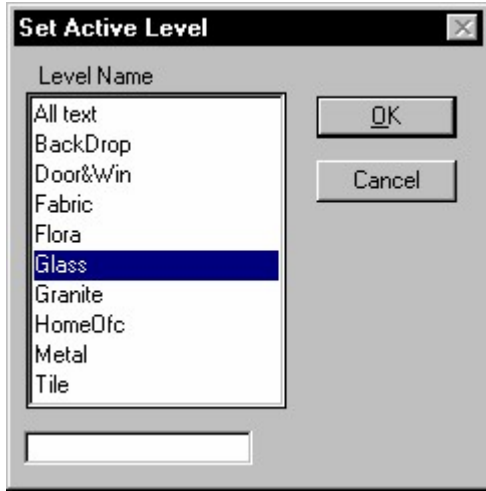 Set Active Level
Level Name
All text
BackDrop
Door&Win
Fabric
Flora
Glass
Granite
HomeOfc
Metal
Tile
OK
Cancel